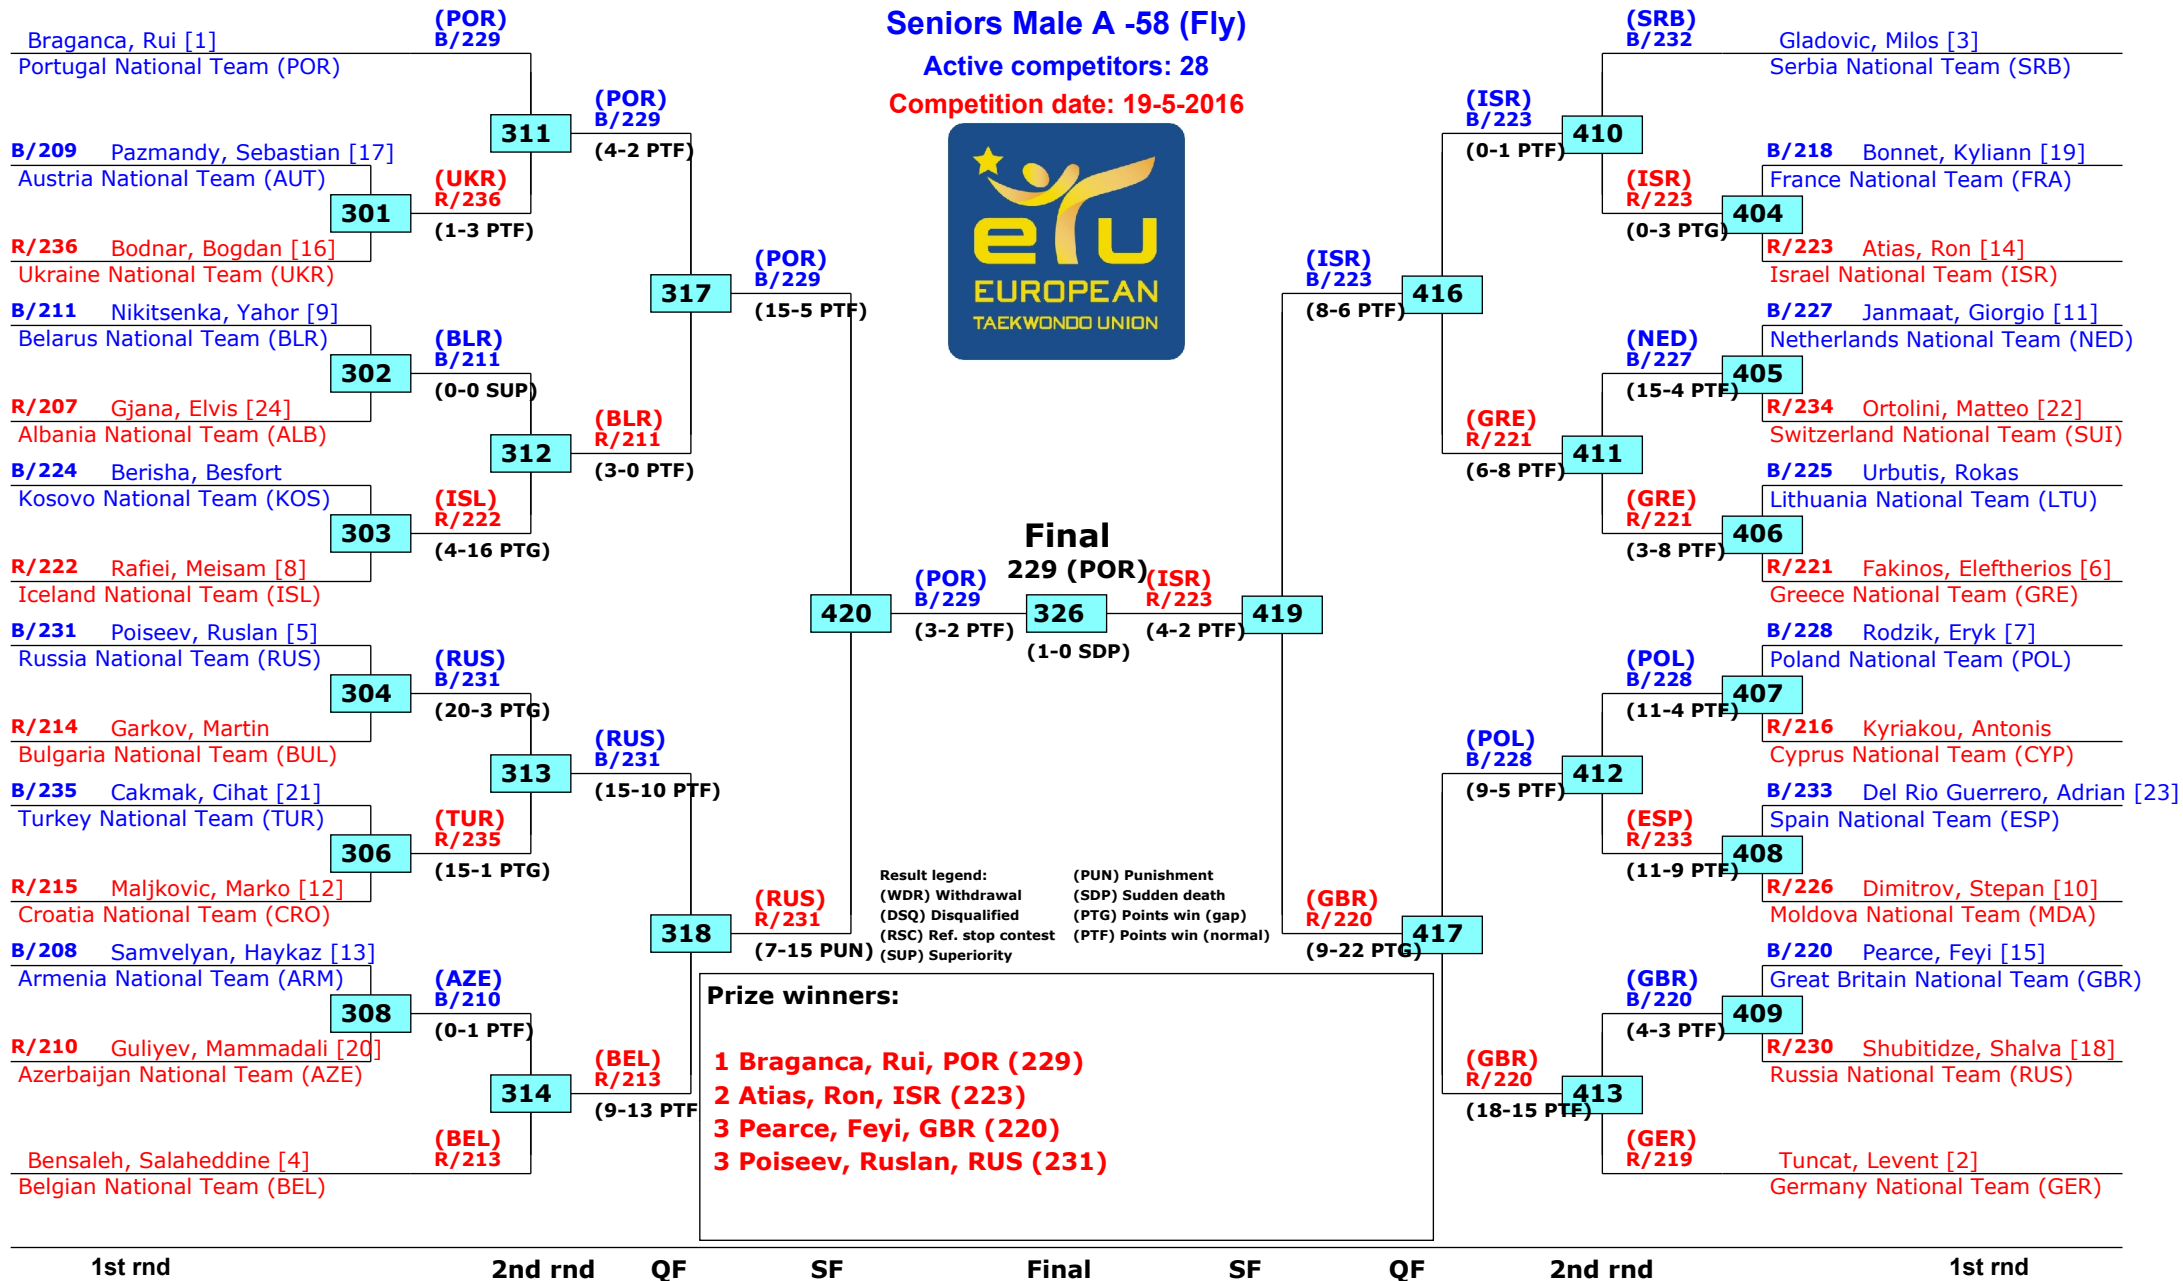 Seniors Male A -58 (Fly)
Active competitors: 28
Competition date: 19-5-2016
eTU
EUROPEAN
TAEKWONDO UNION
Braganca, Rui [1]
Portugal National Team (POR)
(POR)
B/229
B/209 Pazmandy, Sebastian [17]
Austria National Team (AUT)
301
R/236 Bodnar, Bogdan [16]
Ukraine National Team (UKR)
(UKR)
R/236
(1-3 PTF)
311
(POR)
B/229
(4-2 PTF)
B/211 Nikitsenka, Yahor [9]
Belarus National Team (BLR)
302
R/207 Gjana, Elvis [24]
Albania National Team (ALB)
(BLR)
B/211
(0-0 SUP)
B/224 Berisha, Besfort
Kosovo National Team (KOS)
303
R/222 Rafiei, Meisam [8]
Iceland National Team (ISL)
(ISL)
R/222
(4-16 PTG)
312
(BLR)
R/211
(3-0 PTF)
317
(POR)
B/229
(15-5 PTF)
B/231 Poiseev, Ruslan [5]
Russia National Team (RUS)
304
R/214 Garkov, Martin
Bulgaria National Team (BUL)
(RUS)
B/231
(20-3 PTG)
B/235 Cakmak, Cihat [21]
Turkey National Team (TUR)
306
R/215 Maljkovic, Marko [12]
Croatia National Team (CRO)
(TUR)
R/235
(15-1 PTG)
313
(RUS)
B/231
(15-10 PTF)
B/208 Samvelyan, Haykaz [13]
Armenia National Team (ARM)
308
R/210 Guliyev, Mammadali [20]
Azerbaijan National Team (AZE)
(AZE)
B/210
(0-1 PTF)
Bensaleh, Salaheddine [4]
Belgian National Team (BEL)
(BEL)
R/213
314
(BEL)
R/213
(9-13 PTF
318
(RUS)
R/231
(7-15 PUN)
420
(POR)
B/229
(3-2 PTF)
Final
229 (POR)
326
(1-0 SDP)
(ISR)
R/223
(4-2 PTF)
419
(ISR)
B/223
(8-6 PTF)
416
(ISR)
B/223
(0-1 PTF)
410
(SRB)
B/232
Gladovic, Milos [3]
Serbia National Team (SRB)
(ISR)
R/223
(0-3 PTG)
404
B/218 Bonnet, Kyliann [19]
France National Team (FRA)
R/223 Atias, Ron [14]
Israel National Team (ISR)
(GRE)
R/221
(6-8 PTF)
411
(NED)
B/227
(15-4 PTF)
405
B/227 Janmaat, Giorgio [11]
Netherlands National Team (NED)
R/234 Ortolini, Matteo [22]
Switzerland National Team (SUI)
(GRE)
R/221
(3-8 PTF)
406
B/225 Urbutis, Rokas
Lithuania National Team (LTU)
R/221 Fakinos, Eleftherios [6]
Greece National Team (GRE)
(GBR)
R/220
(9-22 PTG)
417
(POL)
B/228
(9-5 PTF)
412
(POL)
B/228
(11-4 PTF)
407
B/228 Rodzik, Eryk [7]
Poland National Team (POL)
R/216 Kyriakou, Antonis
Cyprus National Team (CYP)
(ESP)
R/233
(11-9 PTF)
408
B/233 Del Rio Guerrero, Adrian [23]
Spain National Team (ESP)
R/226 Dimitrov, Stepan [10]
Moldova National Team (MDA)
(GBR)
R/220
(18-15 PTF)
413
(GBR)
B/220
(4-3 PTF)
409
B/220 Pearce, Feyi [15]
Great Britain National Team (GBR)
R/230 Shubitidze, Shalva [18]
Russia National Team (RUS)
(GER)
R/219
Tuncat, Levent [2]
Germany National Team (GER)
Result legend: (PUN) Punishment
(WDR) Withdrawal (SDP) Sudden death
(DSQ) Disqualified (PTG) Points win (gap)
(RSC) Ref. stop contest (PTF) Points win (normal)
(SUP) Superiority
Prize winners:
1 Braganca, Rui, POR (229)
2 Atias, Ron, ISR (223)
3 Pearce, Feyi, GBR (220)
3 Poiseev, Ruslan, RUS (231)
1st rnd 2nd rnd QF SF Final SF QF 2nd rnd 1st rnd